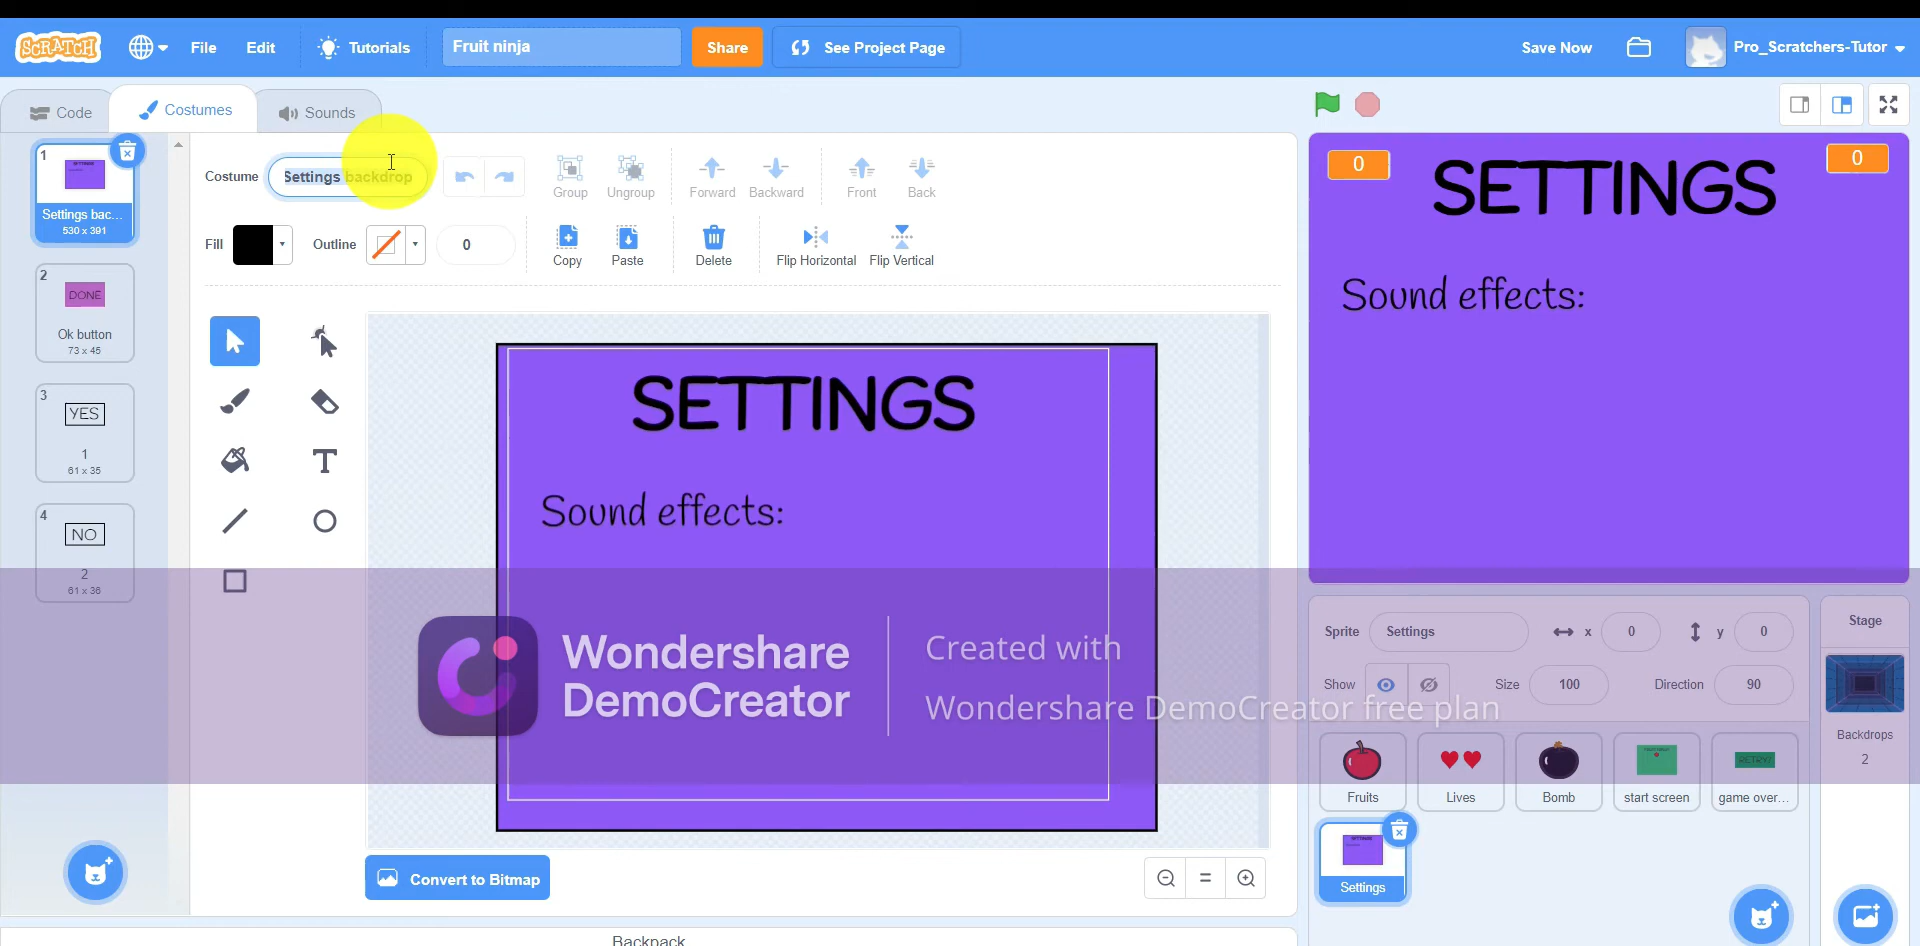 SCRATCH
File
Edit
Tutorials
Fruit ninja
Share
See Project Page
Save Now
Pro_Scratchers-Tutor
Code
Costumes
Sounds
1
SETTINGS
Settings bac...
530 x 391
2
DONE
Ok button
73 x 45
3
YES
1
61 x 35
4
NO
2
61 x 36
Costume
Settings backdrop
Group
Ungroup
Forward
Backward
Front
Back
Fill
Outline
0
Copy
Paste
Delete
Flip Horizontal
Flip Vertical
SETTINGS
Sound effects:
Convert to Bitmap
Backpack
0
SETTINGS
0
Sound effects:
Wondershare
DemoCreator
Created with
Wondershare DemoCreator free plan
Sprite
Settings
x
0
y
0
Show
Size
100
Direction
90
Fruits
Lives
Bomb
start screen
RETRY!
game over...
SETTINGS
Settings
Stage
Backdrops
2